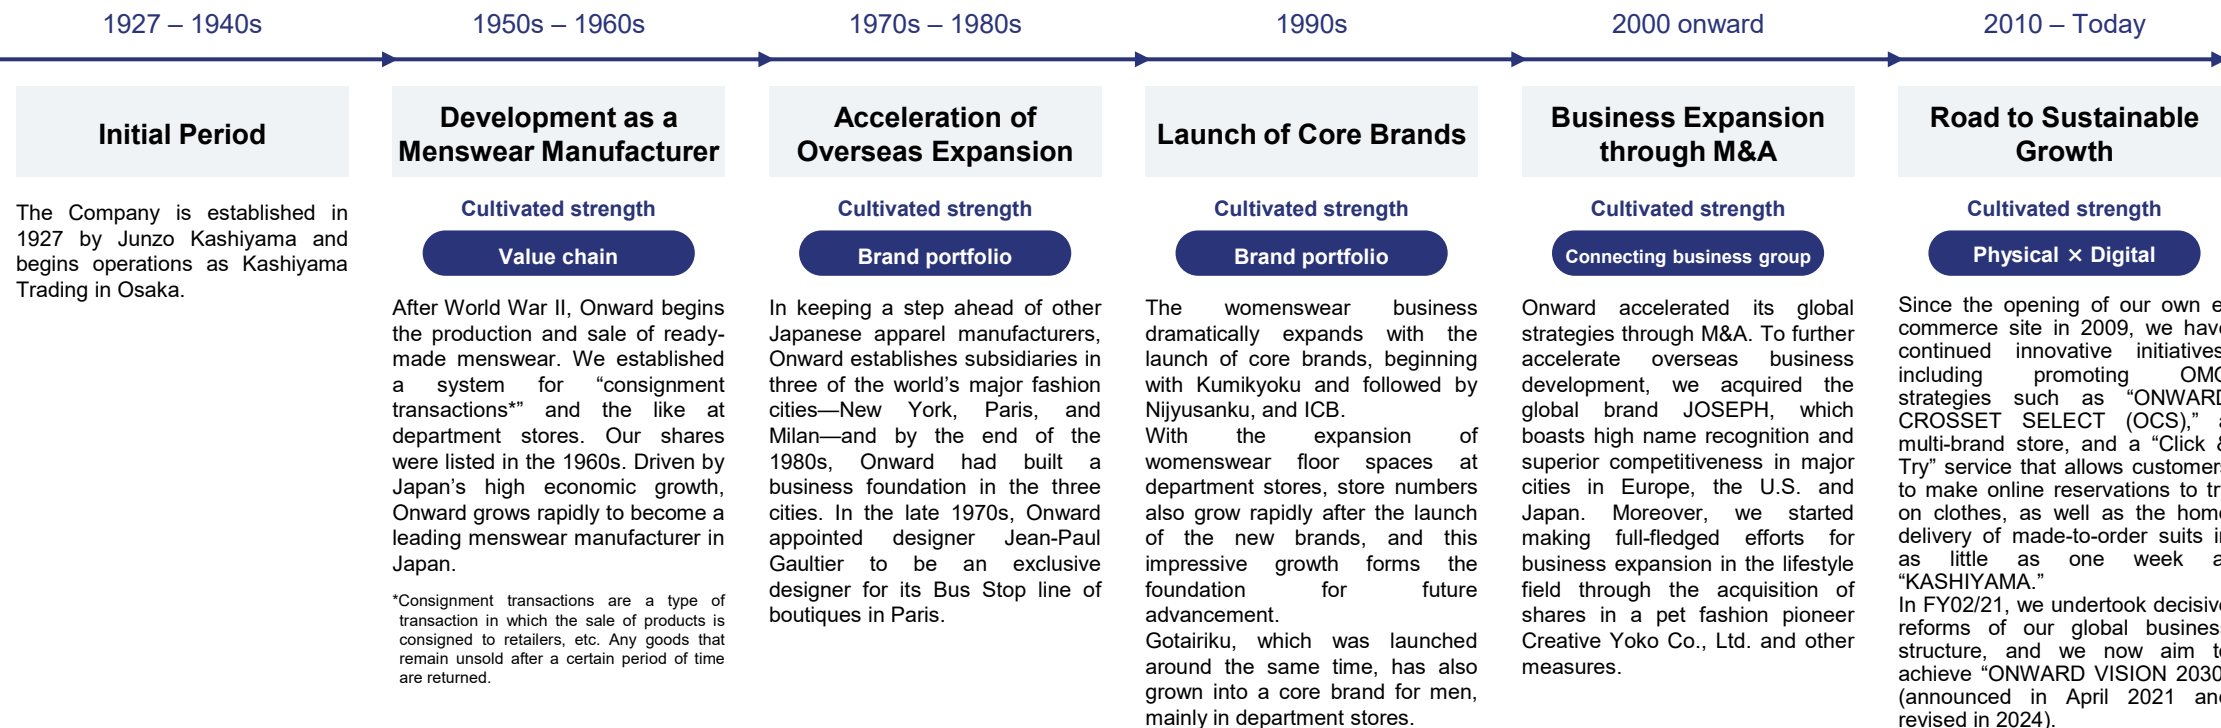 1927 – 1940s
Initial Period
The Company is established in
1927 by Junzo Kashiyama and
begins operations as Kashiyama
Trading in Osaka.
1950s – 1960s
Development as a
Menswear Manufacturer
Cultivated strength
Value chain
After World War II, Onward begins
the production and sale of ready-
made menswear. We established
a system for “consignment
transactions*” and the like at
department stores. Our shares
were listed in the 1960s. Driven by
Japan’s high economic growth,
Onward grows rapidly to become a
leading menswear manufacturer in
Japan.
*Consignment transactions are a type of
transaction in which the sale of products is
consigned to retailers, etc. Any goods that
remain unsold after a certain period of time
are returned.
1970s – 1980s
Acceleration of
Overseas Expansion
Cultivated strength
Brand portfolio
In keeping a step ahead of other
Japanese apparel manufacturers,
Onward establishes subsidiaries in
three of the world’s major fashion
cities—New York, Paris, and
Milan—and by the end of the
1980s, Onward had built a
business foundation in the three
cities. In the late 1970s, Onward
appointed designer Jean-Paul
Gaultier to be an exclusive
designer for its Bus Stop line of
boutiques in Paris.
1990s
Launch of Core Brands
Cultivated strength
Brand portfolio
The womenswear business
dramatically expands with the
launch of core brands, beginning
with Kumikyoku and followed by
Nijyusanku, and ICB.
With the expansion of
womenswear floor spaces at
department stores, store numbers
also grow rapidly after the launch
of the new brands, and this
impressive growth forms the
foundation for future
advancement.
Gotairiku, which was launched
around the same time, has also
grown into a core brand for men,
mainly in department stores.
2000 onward
Business Expansion
through M&A
Cultivated strength
Connecting business group
Onward accelerated its global
strategies through M&A. To further
accelerate overseas business
development, we acquired the
global brand JOSEPH, which
boasts high name recognition and
superior competitiveness in major
cities in Europe, the U.S. and
Japan. Moreover, we started
making full-fledged efforts for
business expansion in the lifestyle
field through the acquisition of
shares in a pet fashion pioneer
Creative Yoko Co., Ltd. and other
measures.
2010 – Today
Road to Sustainable
Growth
Cultivated strength
Physical × Digital
Since the opening of our own e
commerce site in 2009, we have
continued innovative initiatives
including promoting OMO
strategies such as “ONWARD
CROSSET SELECT (OCS),” a
multi-brand store, and a “Click &
Try” service that allows customers
to make online reservations to try
on clothes, as well as the home
delivery of made-to-order suits in
as little as one week a
“KASHIYAMA.”
In FY02/21, we undertook decisive
reforms of our global business
structure, and we now aim to
achieve “ONWARD VISION 2030
(announced in April 2021 and
revised in 2024).